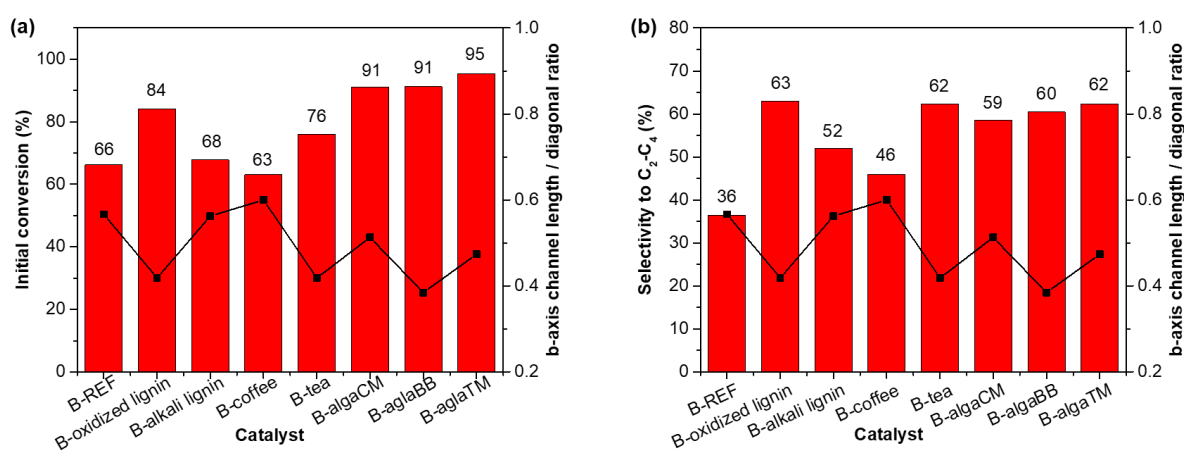 (a)
Initial conversion (%)
100
80
60
40
20
0
66
84
68
63
76
91
91
95
1.0
0.8
0.6
0.4
0.2
b-axis channel length / diagonal ratio
B-REF
B-oxidized lignin
B-alkali lignin
B-coffee
B-tea
B-algaCM
B-aglaBB
B-aglaTM
Catalyst
(b)
Selectivity to C₂-C₄ (%)
80
70
60
50
40
30
20
10
0
36
63
52
46
62
59
60
62
1.0
0.8
0.6
0.4
0.2
b-axis channel length / diagonal ratio
B-REF
B-oxidized lignin
B-alkali lignin
B-coffee
B-tea
B-algaCM
B-algaBB
B-algaTM
Catalyst